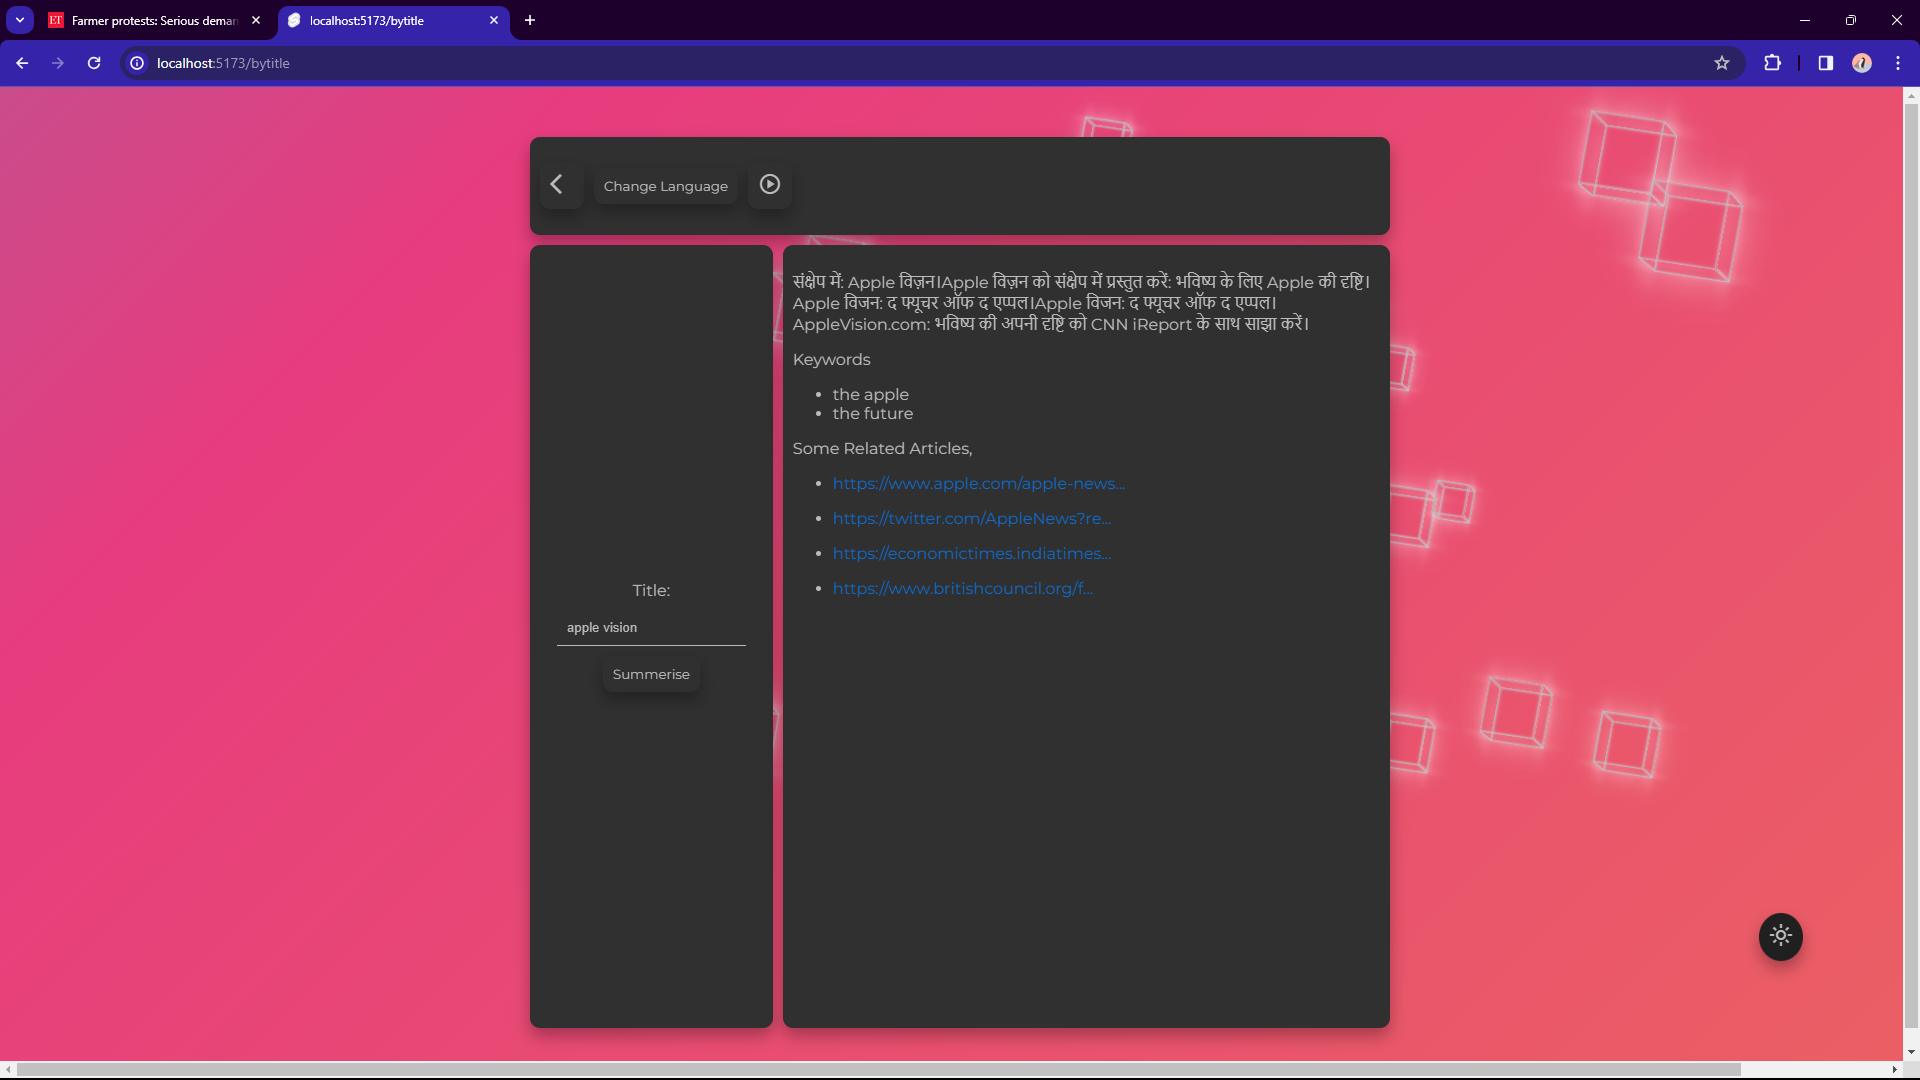 Farmer protests: Serious deman
localhost:5173/bytitle
localhost:5173/bytitle
Change Language
संक्षेप में: Apple विज़न।Apple विज़न को संक्षेप में प्रस्तुत करें: भविष्य के लिए Apple की दृष्टि।
Apple विजन: द फ्यूचर ऑफ द एप्पल।Apple विजन: द फ्यूचर ऑफ द एप्पल।
AppleVision.com: भविष्य की अपनी दृष्टि को CNN iReport के साथ साझा करें।
Keywords
the apple
the future
Some Related Articles,
https://www.apple.com/apple-news...
https://twitter.com/AppleNews?re...
https://economictimes.indiatimes...
https://www.britishcouncil.org/f...
Title:
apple vision
Summerise